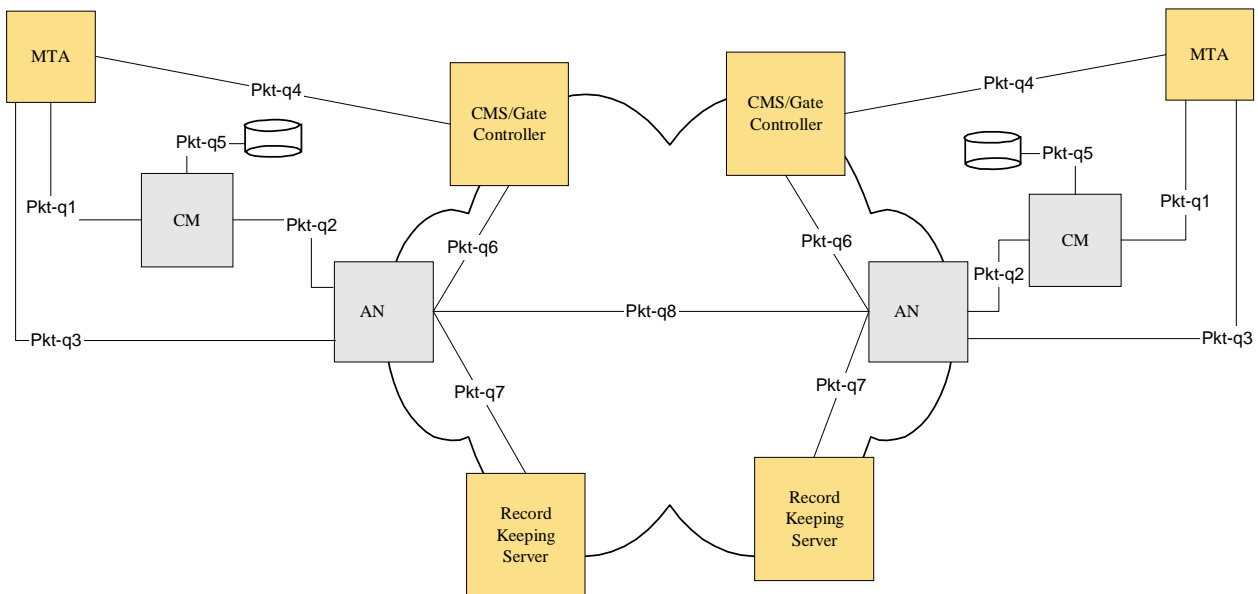 MTA
MTA
Pkt-q4
CMS/Gate
Controller
CMS/Gate
Controller
Pkt-q4
Pkt-q5
Pkt-q5
Pkt-q1
CM
Pkt-q2
Pkt-q6
Pkt-q6
Pkt-q2
CM
Pkt-q1
AN
Pkt-q8
AN
Pkt-q3
Pkt-q3
Pkt-q7
Pkt-q7
Record
Keeping
Server
Record
Keeping
Server